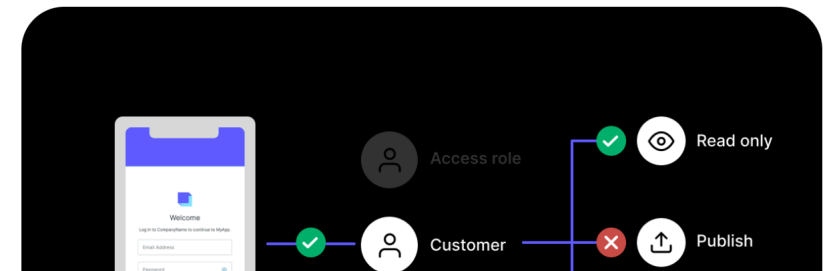 Welcome
Log in to CompanyName to continue to MyApp.
Email Address
Password
Access role
Customer
Read only
Publish